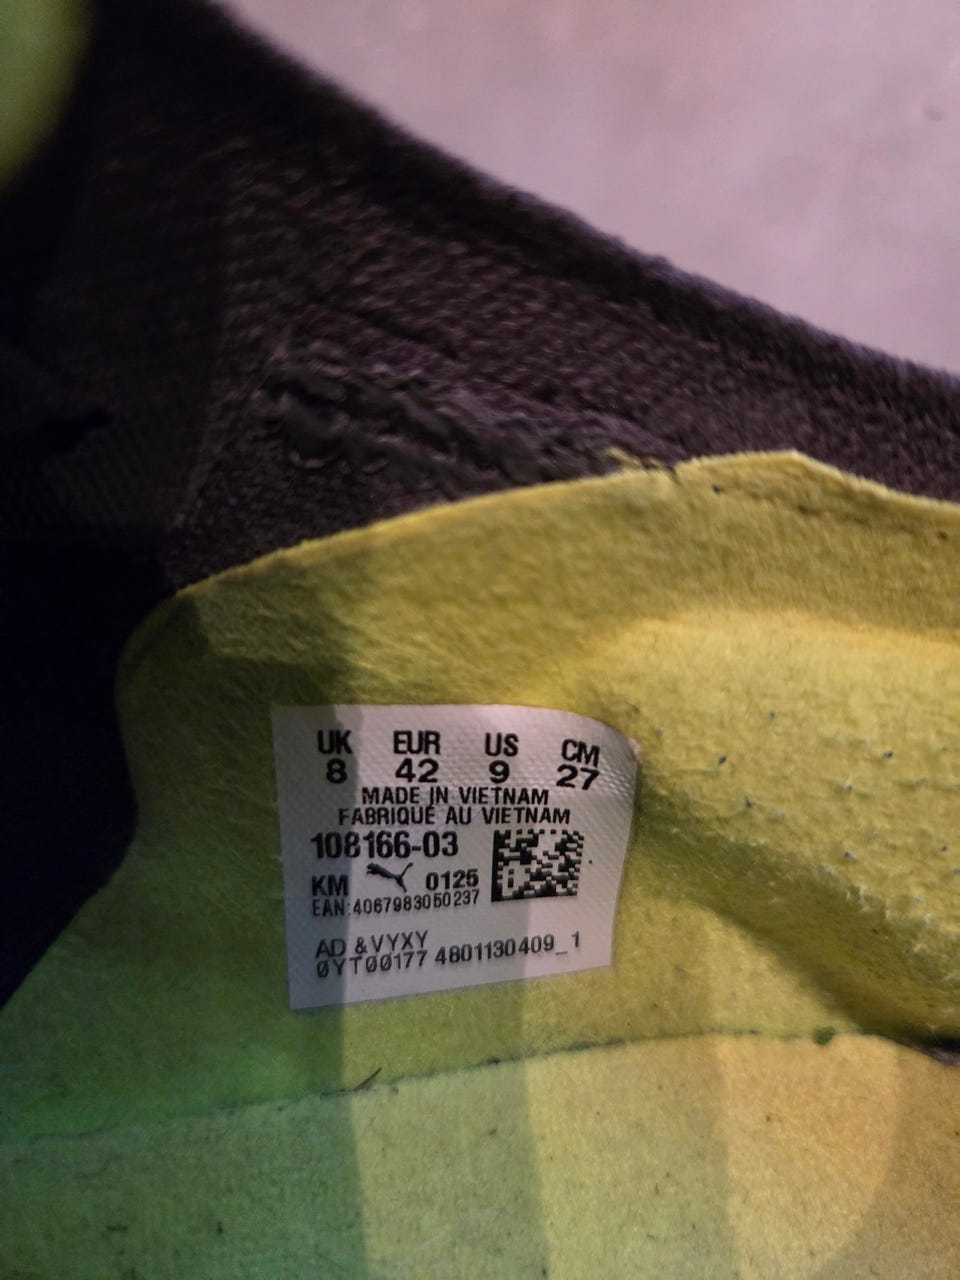 UK EUR US CM
8 42 9 27
MADE IN VIETNAM
FABRIQUÉ AU VIETNAM
108166-03
KM 0125
EAN:4067983050237
AD &VYXY
0YT00177 4801130409_1